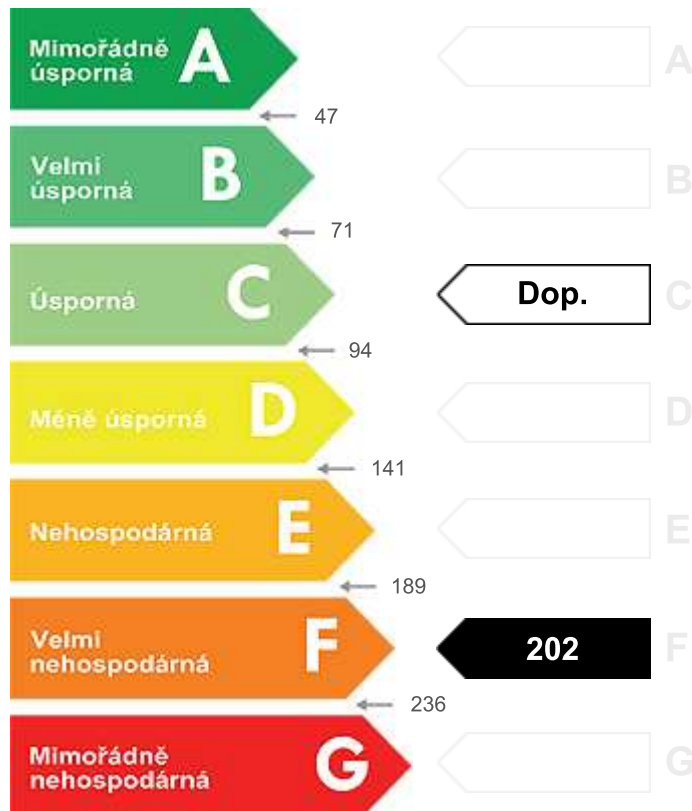 Mimořádně
úsporná
A
A
47
Velmi
úsporná
B
B
71
Úsporná
C
Dop.
C
94
Méně úsporná
D
D
141
Nehospodárná
E
E
189
Velmi
nehospodárná
F
202
F
236
Mimořádně
nehospodárná
G
G